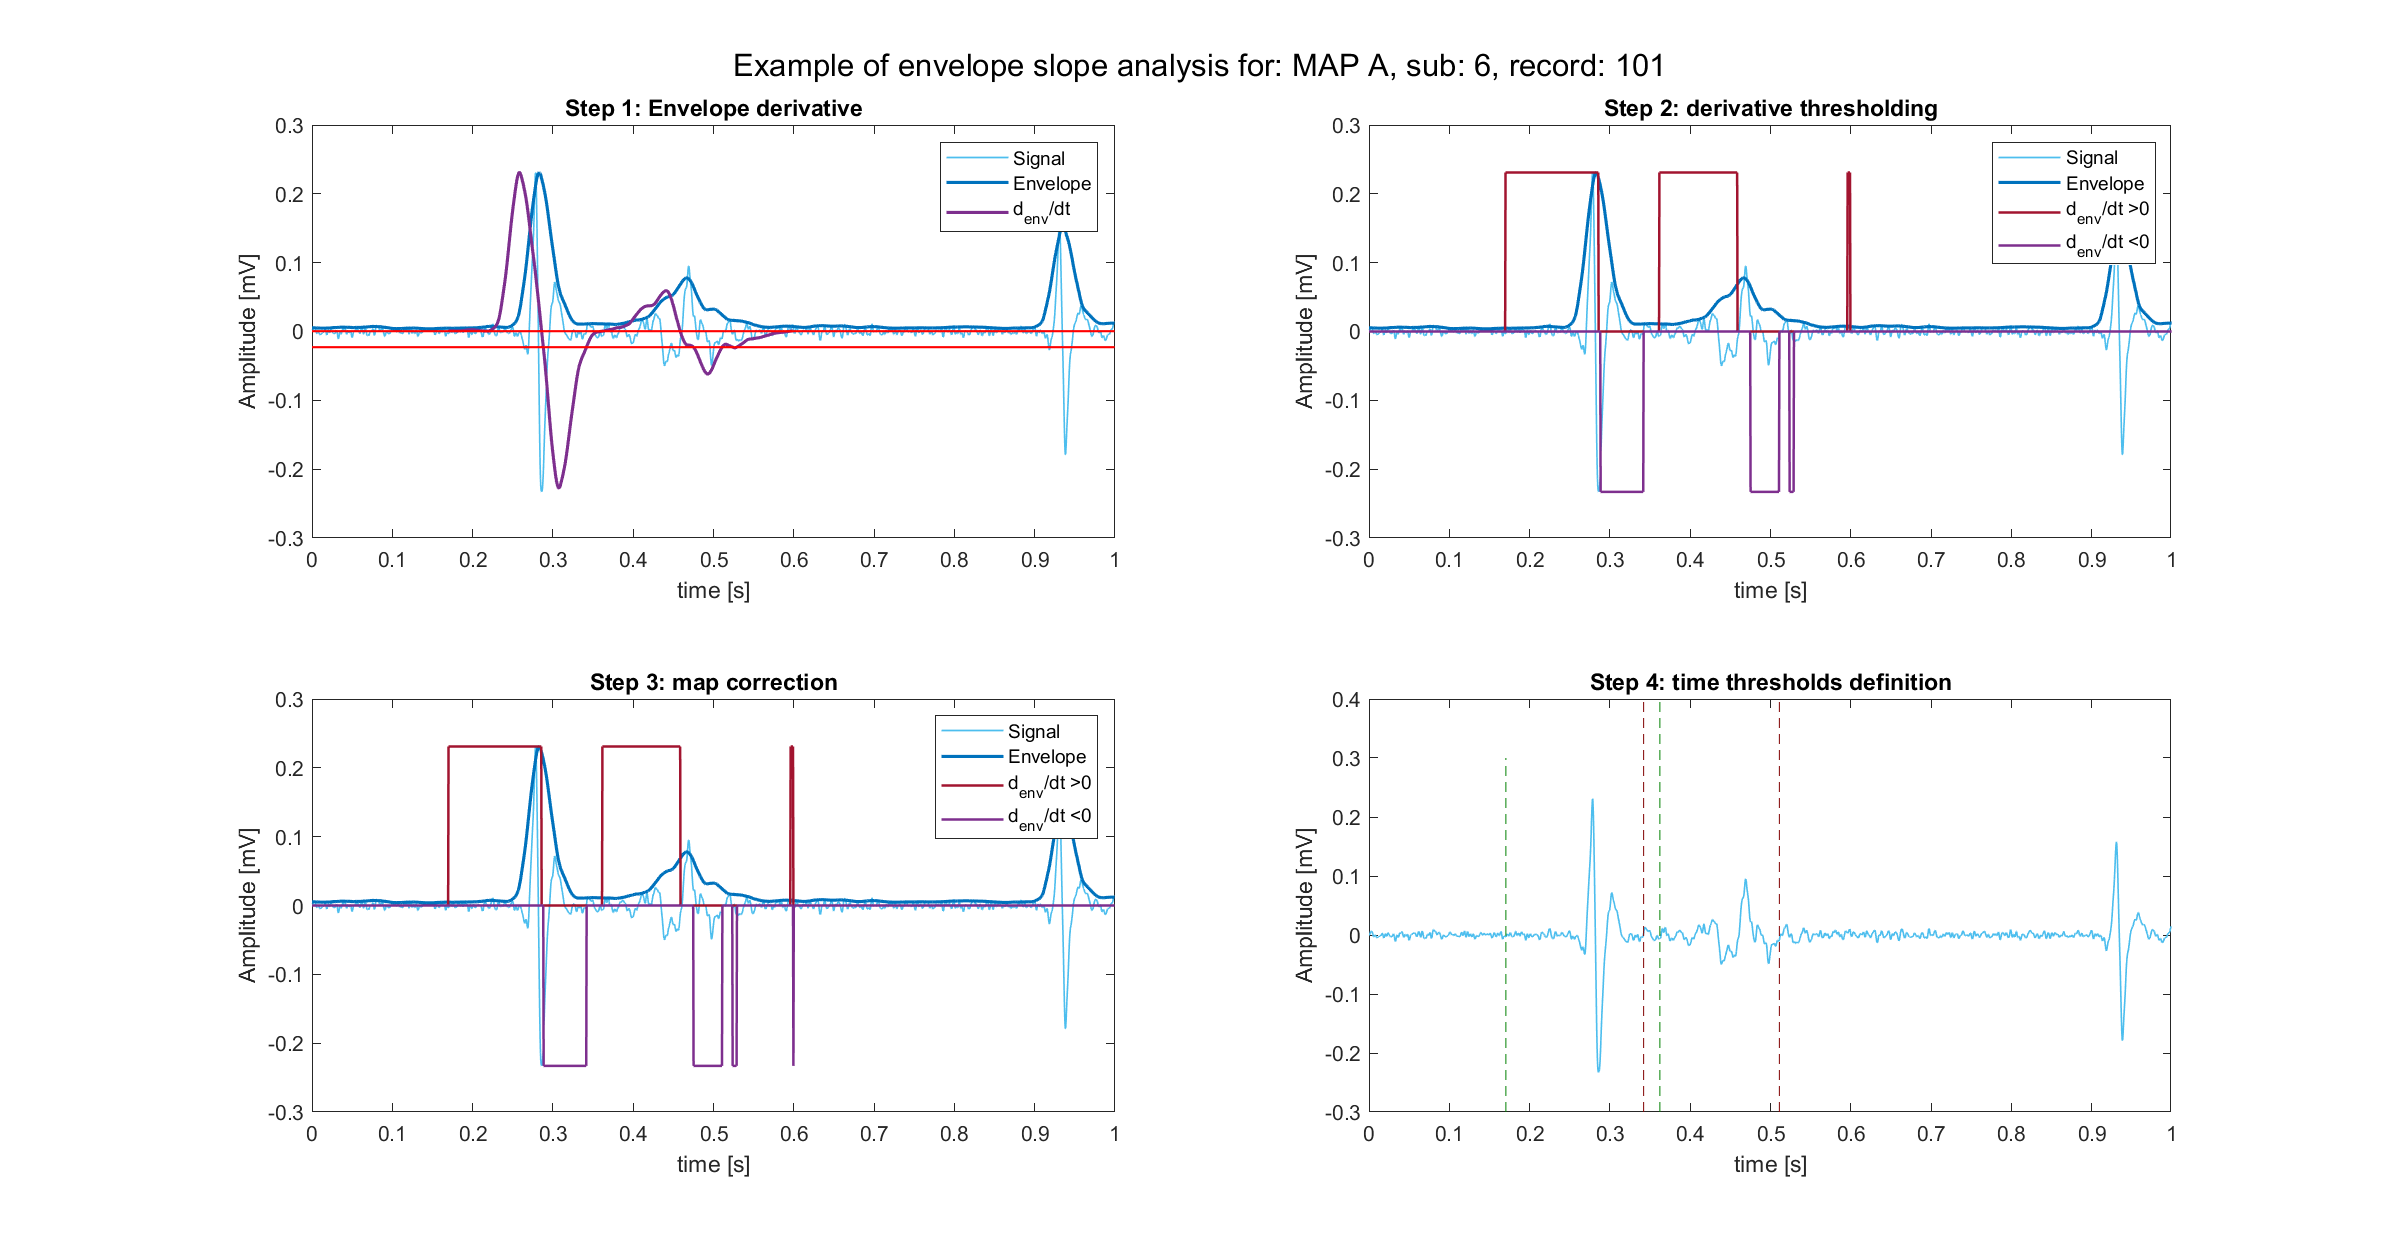 Example of envelope slope analysis for: MAP A, sub: 6, record: 101
Step 1: Envelope derivative
0.3
0.2
0.1
0
-0.1
-0.2
-0.3
Amplitude [mV]
0 0.1 0.2 0.3 0.4 0.5 0.6 0.7 0.8 0.9 1
time [s]
Signal
Envelope
d_env/dt
Step 2: derivative thresholding
0.3
0.2
0.1
0
-0.1
-0.2
-0.3
Amplitude [mV]
0 0.1 0.2 0.3 0.4 0.5 0.6 0.7 0.8 0.9 1
time [s]
Signal
Envelope
d_env/dt >0
d_env/dt <0
Step 3: map correction
0.3
0.2
0.1
0
-0.1
-0.2
-0.3
Amplitude [mV]
0 0.1 0.2 0.3 0.4 0.5 0.6 0.7 0.8 0.9 1
time [s]
Signal
Envelope
d_env/dt >0
d_env/dt <0
Step 4: time thresholds definition
0.4
0.3
0.2
0.1
0
-0.1
-0.2
-0.3
Amplitude [mV]
0 0.1 0.2 0.3 0.4 0.5 0.6 0.7 0.8 0.9 1
time [s]